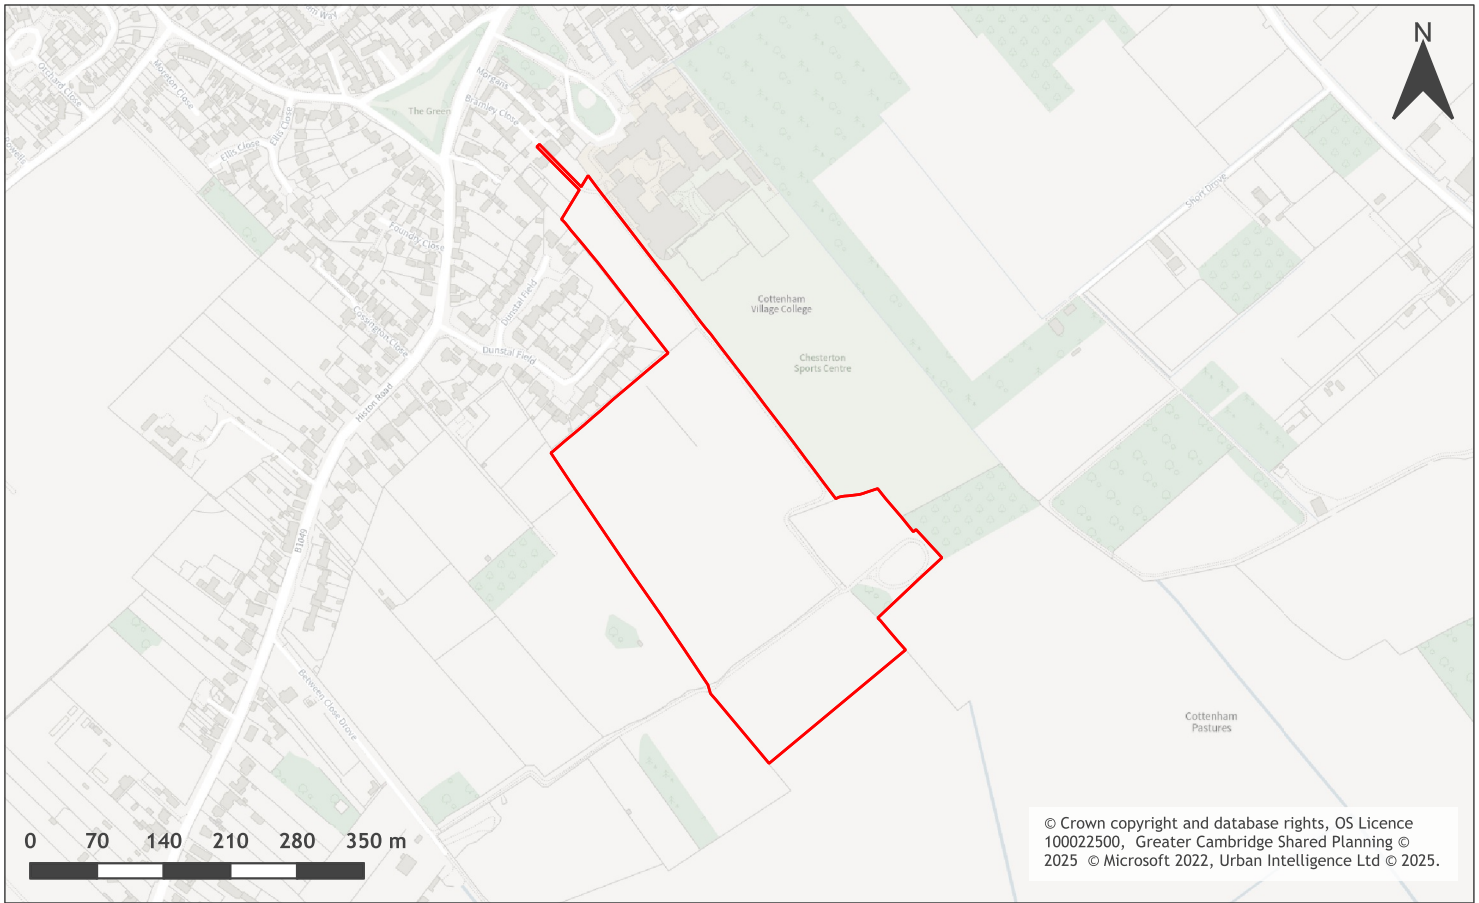 N
Orchard Close
Moreton Close
Ellis Close
Ellis Close
The Green
Morgans
Bramley Close
Foundry Close
Cossington Close
Dunstal Field
Dunstal Field
Histon Road
B1049
Between Close Drove
Short Drove
Cottenham
Village College
Chesterton
Sports Centre
Cottenham
Pastures
0 70 140 210 280 350 m
© Crown copyright and database rights, OS Licence
100022500, Greater Cambridge Shared Planning ©
2025 © Microsoft 2022, Urban Intelligence Ltd © 2025.